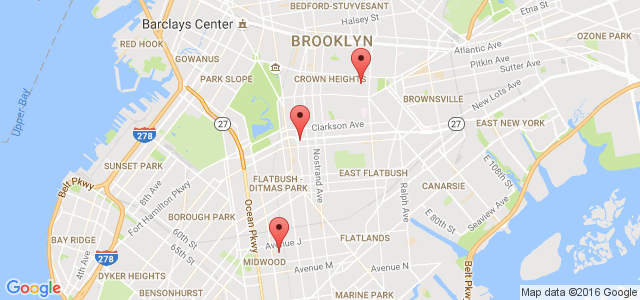 BEDFORD-STUYVESANT
Halsey St
Etna St
Barclays Center
RED HOOK
BROOKLYN
Atlantic Ave
OZONE PARK
GOWANUS
Pitkin Ave
Sutter Ave
PARK SLOPE
CROWN HEIGHTS
New Lots Ave
BROWNSVILLE
Upper Bay
27
Clarkson Ave
27
EAST NEW YORK
278
SUNSET PARK
E 108th St
Belt Pkwy
8th Ave
FLATBUSH -
DITMAS PARK
Nostrand Ave
EAST FLATBUSH
Ralph Ave
CANARSIE
Fort Hamilton Pkwy
BOROUGH PARK
Ocean Pkwy
E 80th St
Seaview Ave
60th St
65th St
BAY RIDGE
278
Avenue J
FLATLANDS
4th Ave
DYKER HEIGHTS
MIDWOOD
Avenue M
Avenue N
Belt Pkwy
BENSONHURST
MARINE PARK
Google
Map data ©2016 Google